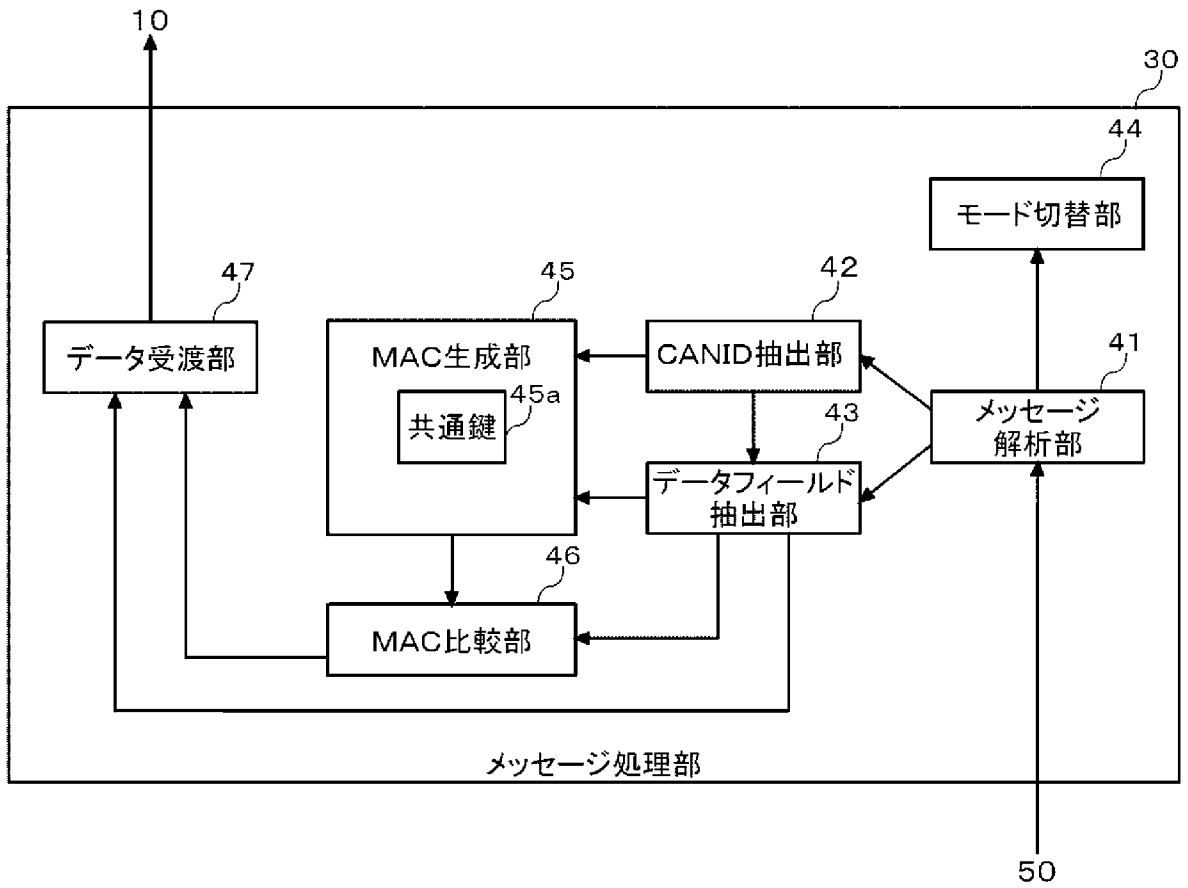 10
30
44
モード切替部
47
45
42
データ受渡部
MAC生成部
CANID抽出部
41
45a
共通鍵
43
メッセージ
解析部
データフィールド
抽出部
46
MAC比較部
メッセージ処理部
50